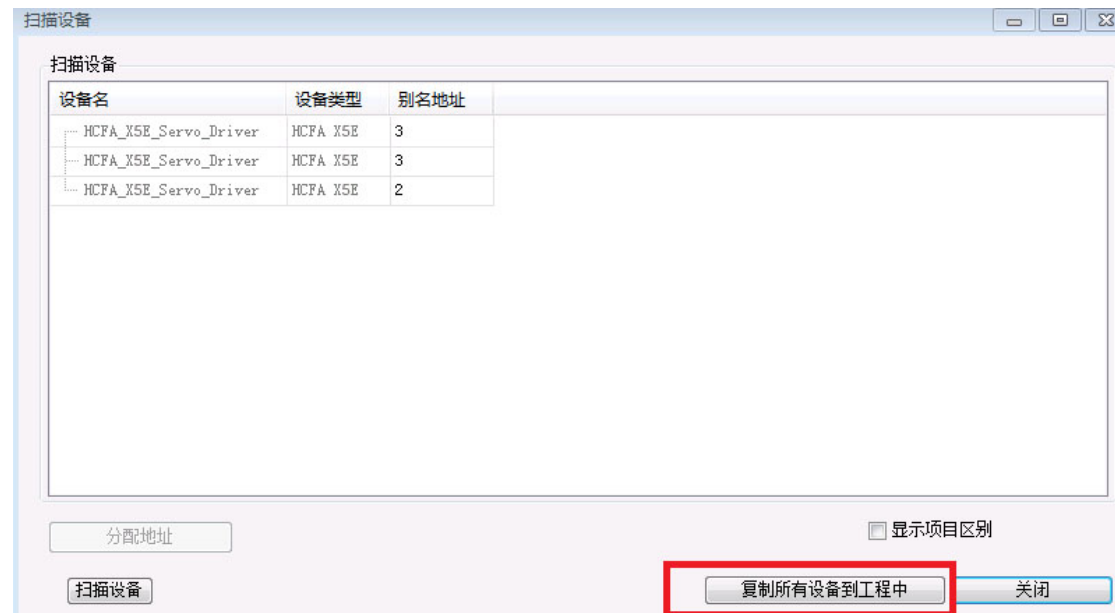 扫描设备
扫描设备
设备名 设备类型 别名地址
HCFA_X5E_Servo_Driver HCFA X5E 3
HCFA_X5E_Servo_Driver HCFA X5E 3
HCFA_X5E_Servo_Driver HCFA X5E 2
分配地址 显示项目区别
扫描设备 复制所有设备到工程中 关闭